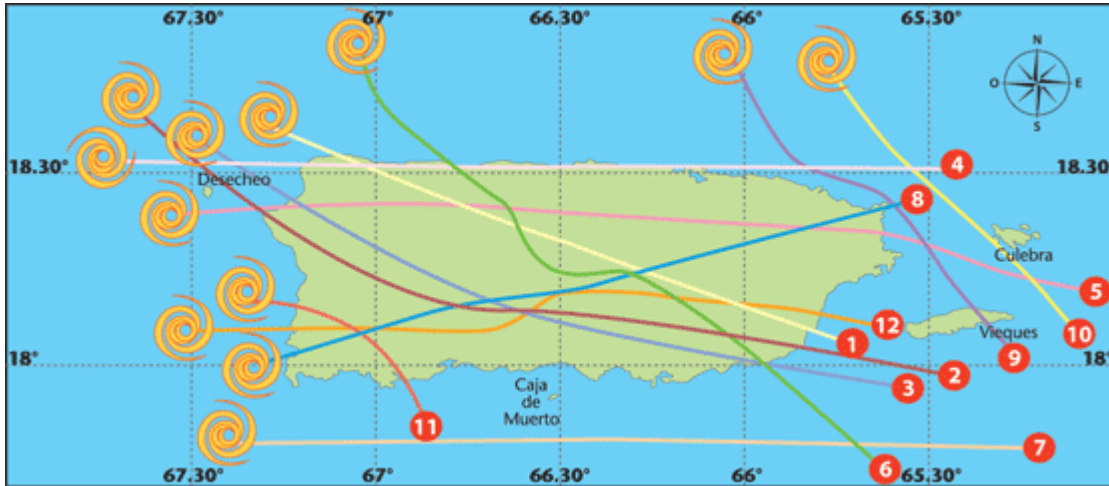 67.30° 67° 66.30° 66° 65.30°
N
O E
S
18.30° 4 18.30°
Desecheo
8
Culebra
5
12
10
1
Vieques
9
18° 18°
2
3
Caja
de
Muerto
11
7
6
67.30° 67° 66.30° 66° 65.30°